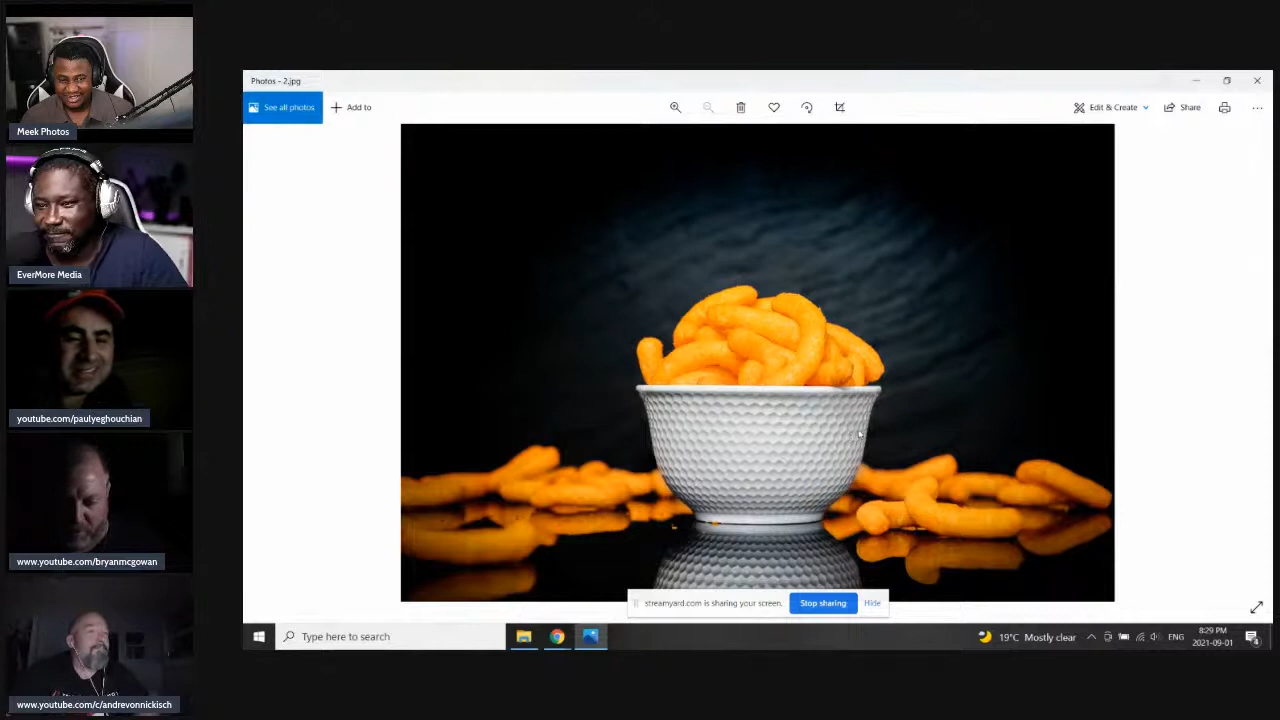 Meek Photos
EverMore Media
youtube.com/paulyeghouchian
www.youtube.com/bryanmcgowan
www.youtube.com/c/andrevonnickisch
Photos - 2.jpg
See all photos
Add to
Edit & Create
Share
streamyard.com is sharing your screen.
Stop sharing
Hide
Type here to search
19°C Mostly clear
ENG
8:29 PM
2021-09-01